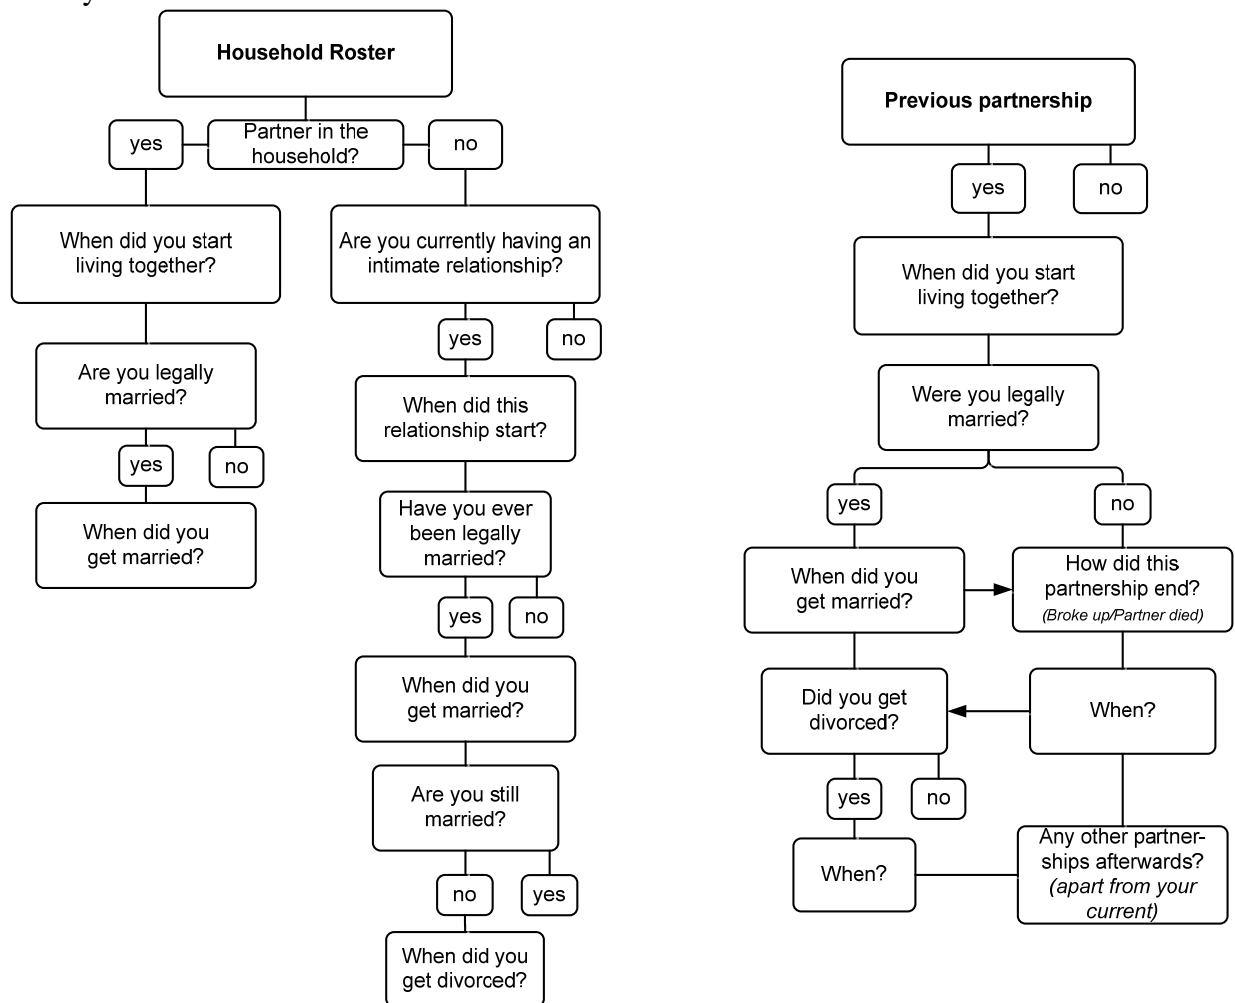 y
Household Roster
yes
Partner in the
household?
no
When did you start
living together?
Are you currently having an
intimate relationship?
yes
no
Are you legally
married?
When did this
relationship start?
yes
no
When did you
get married?
Have you ever
been legally
married?
yes
no
When did you
get married?
Are you still
married?
no
yes
When did you
get divorced?
Previous partnership
yes
no
When did you start
living together?
Were you legally
married?
yes
no
When did you
get married?
How did this
partnership end?
(Broke up/Partner died)
Did you get
divorced?
When?
yes
no
When?
Any other partner-
ships afterwards?
(apart from your
current)